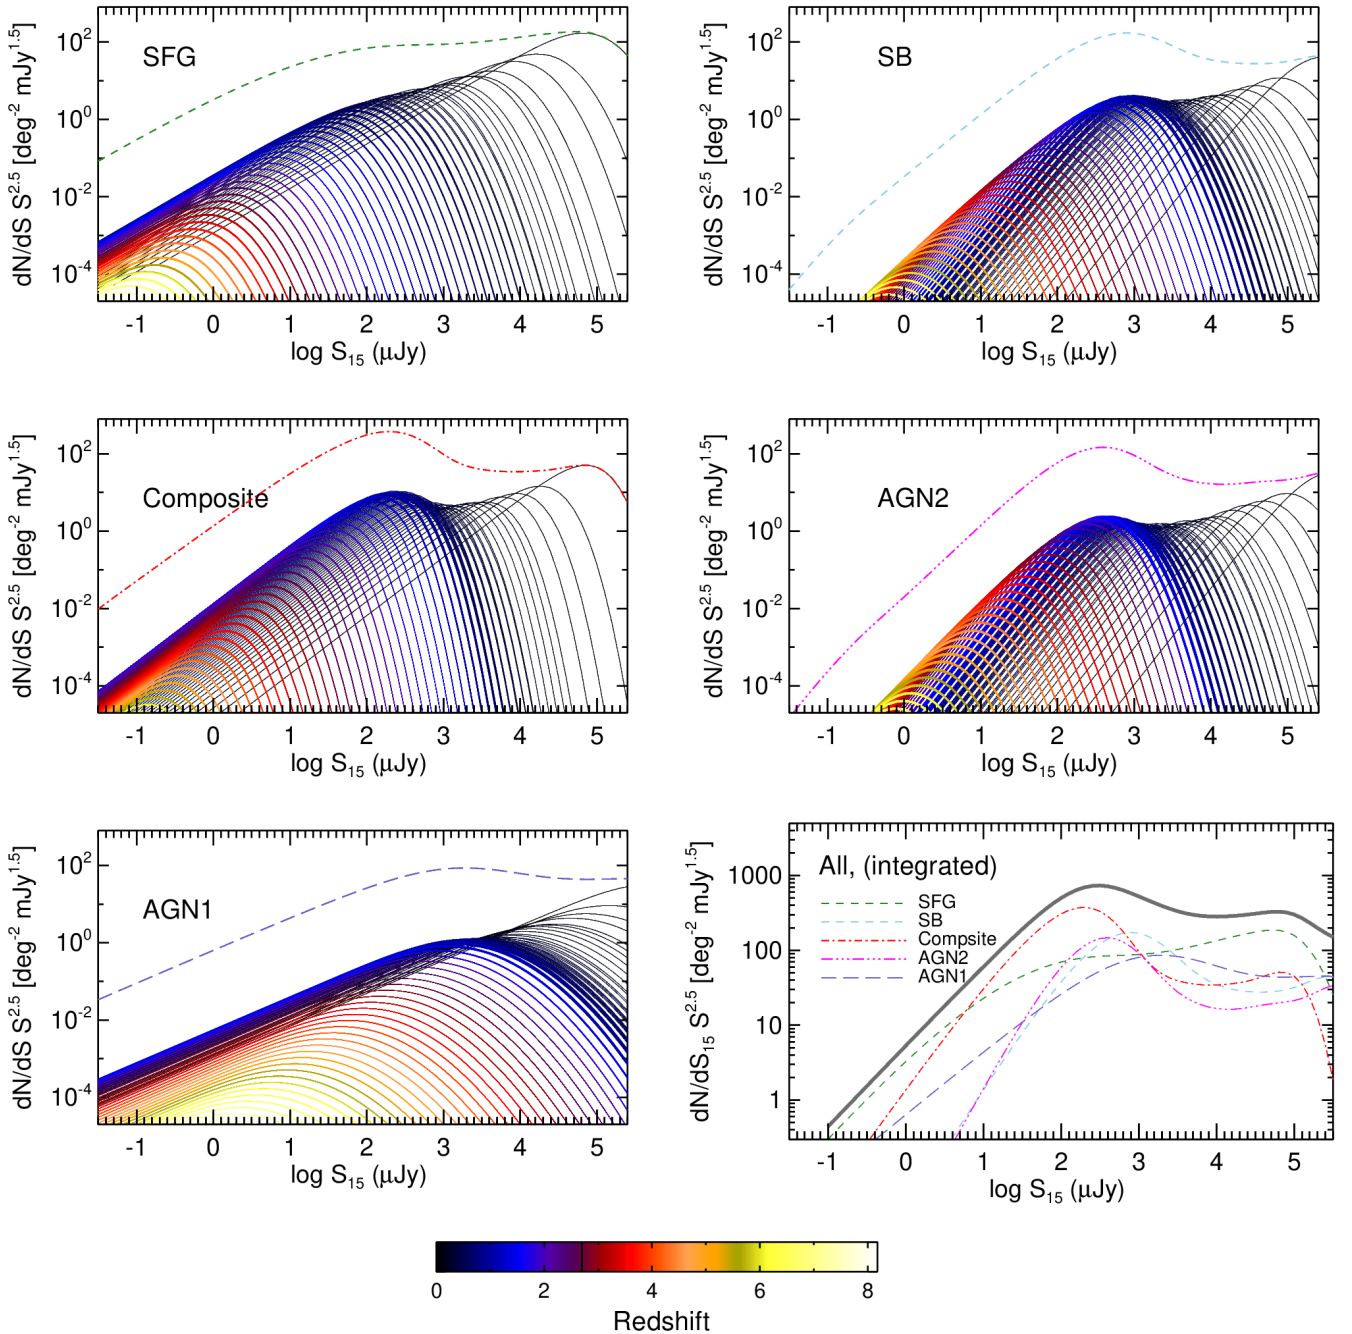 SFG
dN/dS S^2.5 [deg^-2 mJy^1.5]
10^2
10^0
10^-2
10^-4
-1 0 1 2 3 4 5
log S_15 (μJy)
SB
dN/dS S^2.5 [deg^-2 mJy^1.5]
10^2
10^0
10^-2
10^-4
-1 0 1 2 3 4 5
log S_15 (μJy)
Composite
dN/dS S^2.5 [deg^-2 mJy^1.5]
10^2
10^0
10^-2
10^-4
-1 0 1 2 3 4 5
log S_15 (μJy)
AGN2
dN/dS S^2.5 [deg^-2 mJy^1.5]
10^2
10^0
10^-2
10^-4
-1 0 1 2 3 4 5
log S_15 (μJy)
AGN1
dN/dS S^2.5 [deg^-2 mJy^1.5]
10^2
10^0
10^-2
10^-4
-1 0 1 2 3 4 5
log S_15 (μJy)
All, (integrated)
SFG
SB
Compsite
AGN2
AGN1
dN/dS_15 S^2.5 [deg^-2 mJy^1.5]
1000
100
10
1
-1 0 1 2 3 4 5
log S_15 (μJy)
0 2 4 6 8
Redshift